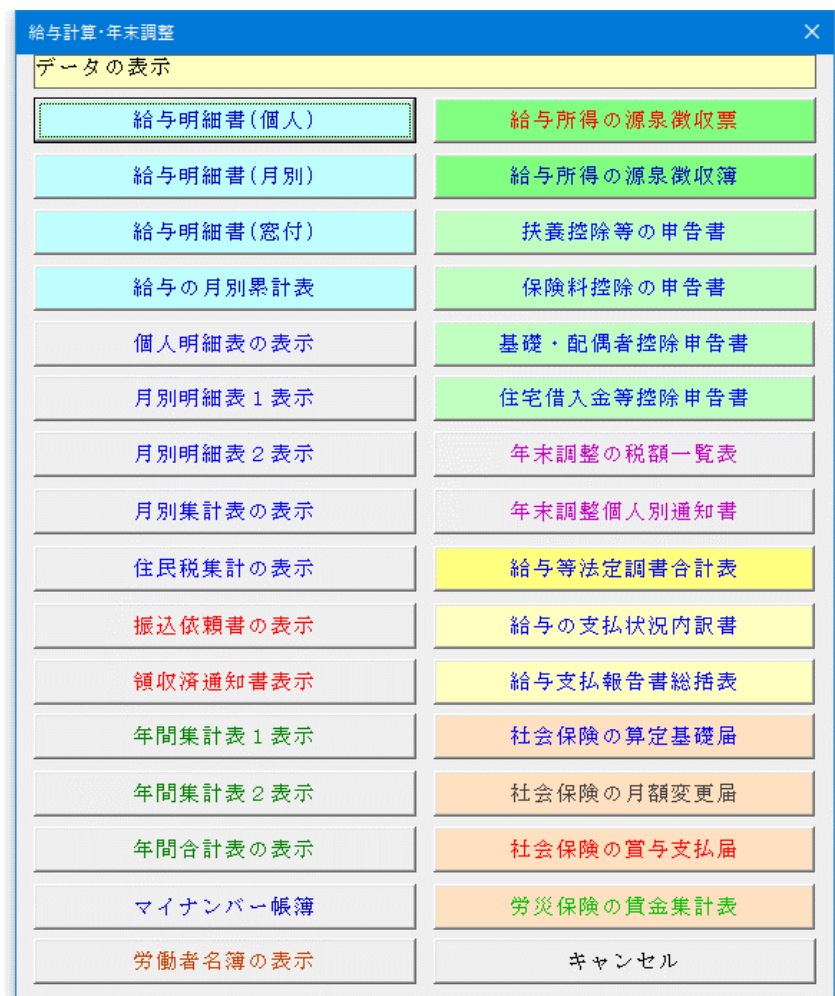 給与計算・年末調整
データの表示
給与明細書(個人)
給与明細書(月別)
給与明細書(窓付)
給与の月別累計表
個人明細表の表示
月別明細表1表示
月別明細表2表示
月別集計表の表示
住民税集計の表示
振込依頼書の表示
領収済通知書表示
年間集計表1表示
年間集計表2表示
年間合計表の表示
マイナンバー帳簿
労働者名簿の表示
給与所得の源泉徴収票
給与所得の源泉徴収簿
扶養控除等の申告書
保険料控除の申告書
基礎・配偶者控除申告書
住宅借入金等控除申告書
年末調整の税額一覧表
年末調整個人別通知書
給与等法定調書合計表
給与の支払状況内訳書
給与支払報告書総括表
社会保険の算定基礎届
社会保険の月額変更届
社会保険の賞与支払届
労災保険の賃金集計表
キャンセル